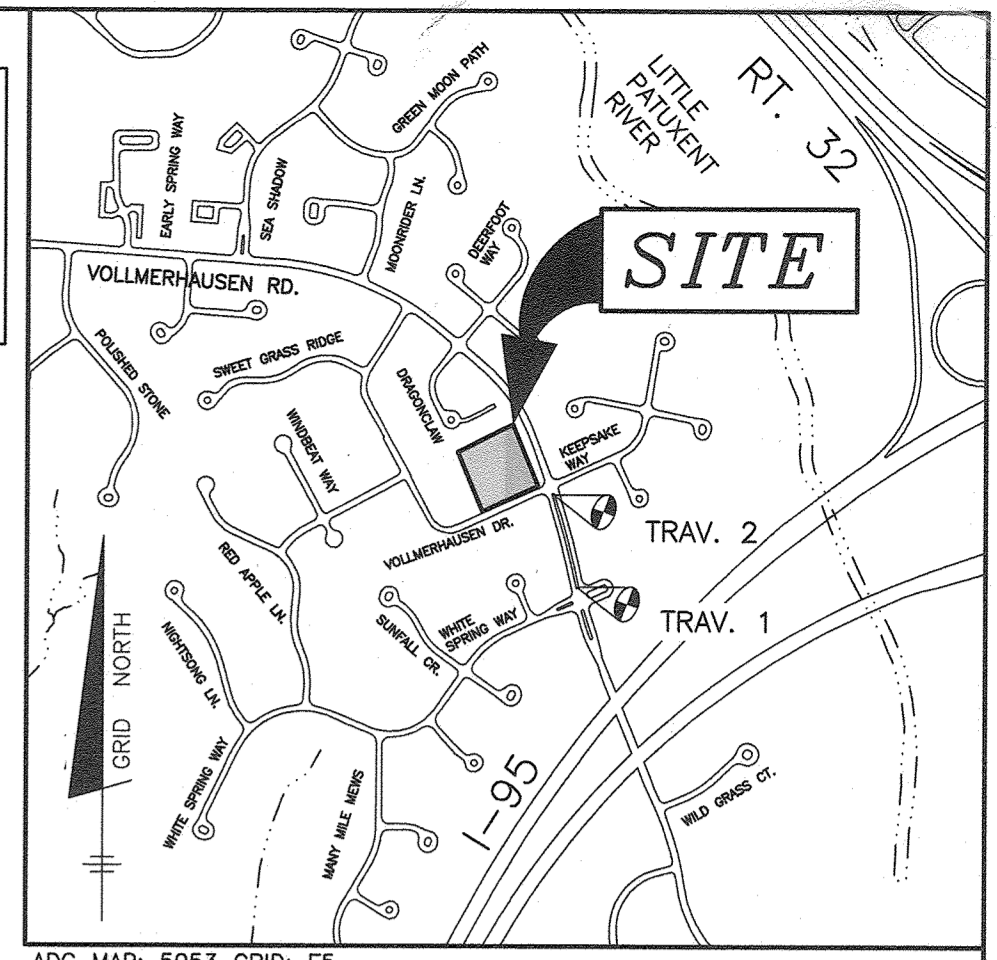 GREEN MOON PATH
LITTLE
PATUXENT
RIVER
RT. 32
EARLY SPRING WAY
SEA SHADOW
MOONRIDER LN.
DEERFOOT
WAY
SITE
VOLLMERHAUSEN RD.
POLISHED STONE
SWEET GRASS RIDGE
DRAGONCLAW
WINDBEAT WAY
KEEPSAKE
WAY
VOLLMERHAUSEN DR.
TRAV. 2
RED APPLE LN.
TRAV. 1
WHITE
SPRING WAY
SUNFALL CR.
NIGHTSONG LN.
GRID NORTH
WHITE SPRING WAY
MANY MILE MEWS
I-95
WILD GRASS CT.